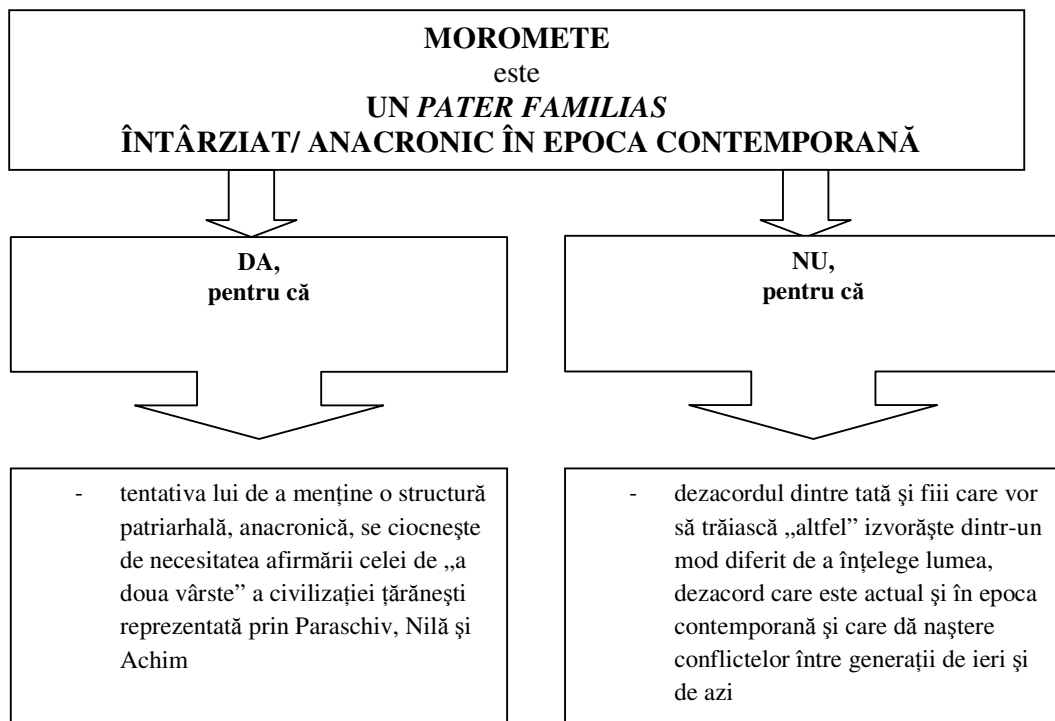 MOROMETE
este
UN PATER FAMILIAS
ÎNTÂRZIAT/ ANACRONIC ÎN EPOCA CONTEMPORANĂ
DA,
pentru că
NU,
pentru că
- tentativa lui de a menține o structură
patriarhală, anacronică, se ciocnește
de necesitatea afirmării celei de „a
doua vârste” a civilizației țărănești
reprezentată prin Paraschiv, Nilă și
Achim
- dezacordul dintre tată și fiii care vor
să trăiască „altfel” izvorăște dintr-un
mod diferit de a înțelege lumea,
dezacord care este actual și în epoca
contemporană și care dă naștere
conflictelor între generații de ieri și
de azi